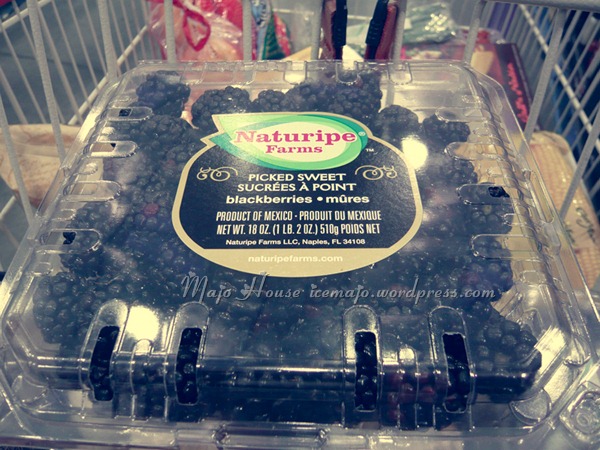 Naturipe®
Farms™
PICKED SWEET
SUCRÉES À POINT
blackberries • mûres
PRODUCT OF MEXICO - PRODUIT DU MEXIQUE
NET WT. 18 OZ. (1 LB. 2 OZ.) 510g POIDS NET
Naturipe Farms LLC, Naples, FL 34108
naturipefarms.com
Majo House icemajo.wordpress.com